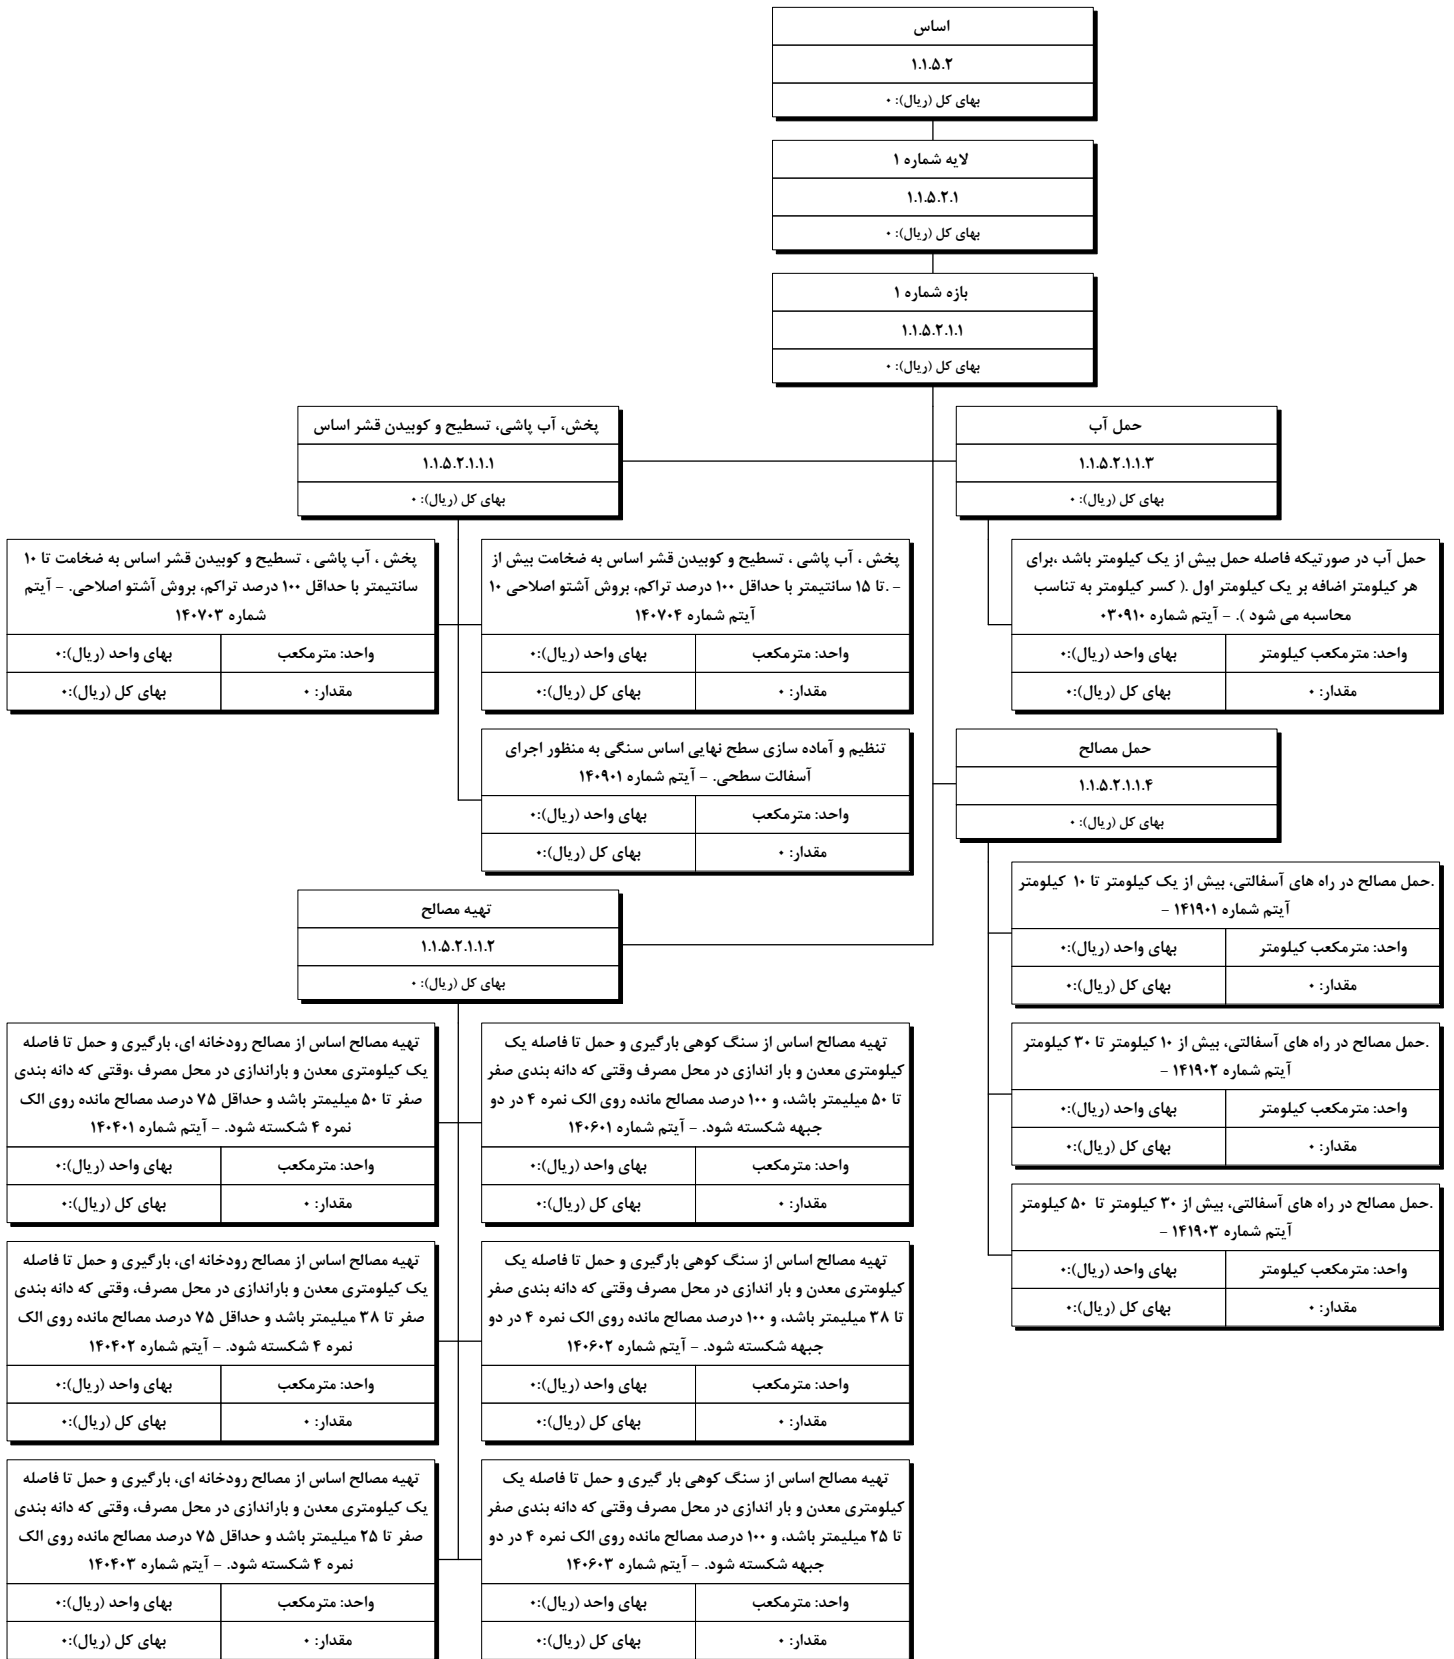 اساس
۱.۱.۵.۲
بهای کل (ریال): ۰
لایه شماره ۱
۱.۱.۵.۲.۱
بهای کل (ریال): ۰
بازه شماره ۱
۱.۱.۵.۲.۱.۱
بهای کل (ریال): ۰
حمل آب
۱.۱.۵.۲.۱.۱.۳
بهای کل (ریال): ۰
پخش، آب پاشی، تسطیح و کوبیدن قشر اساس
۱.۱.۵.۲.۱.۱.۱
بهای کل (ریال): ۰
حمل آب در صورتیکه فاصله حمل بیش از یک کیلومتر باشد ،برای
هر کیلومتر اضافه بر یک کیلومتر اول .( کسر کیلومتر به تناسب
محاسبه می شود ). - آیتم شماره ۰۳۰۹۱۰
واحد: مترمکعب کیلومتر
بهای واحد (ریال):۰
مقدار: ۰
بهای کل (ریال):۰
پخش ، آب پاشی ، تسطیح و کوبیدن قشر اساس به ضخامت بیش از
- .تا ۱۵ سانتیمتر با حداقل ۱۰۰ درصد تراکم، بروش آشتو اصلاحی ۱۰
آیتم شماره ۱۴۰۷۰۴
واحد: مترمکعب
بهای واحد (ریال):۰
مقدار: ۰
بهای کل (ریال):۰
پخش ، آب پاشی ، تسطیح و کوبیدن قشر اساس به ضخامت تا ۱۰
سانتیمتر با حداقل ۱۰۰ درصد تراکم، بروش آشتو اصلاحی. - آیتم
شماره ۱۴۰۷۰۳
واحد: مترمکعب
بهای واحد (ریال):۰
مقدار: ۰
بهای کل (ریال):۰
حمل مصالح
۱.۱.۵.۲.۱.۱.۴
بهای کل (ریال): ۰
تنظیم و آماده سازی سطح نهایی اساس سنگی به منظور اجرای
آسفالت سطحی. - آیتم شماره ۱۴۰۹۰۱
واحد: مترمکعب
بهای واحد (ریال):۰
مقدار: ۰
بهای کل (ریال):۰
.حمل مصالح در راه های آسفالتی، بیش از یک کیلومتر تا ۱۰ کیلومتر
آیتم شماره ۱۴۱۹۰۱ -
واحد: مترمکعب کیلومتر
بهای واحد (ریال):۰
مقدار: ۰
بهای کل (ریال):۰
تهیه مصالح
۱.۱.۵.۲.۱.۱.۲
بهای کل (ریال): ۰
.حمل مصالح در راه های آسفالتی، بیش از ۱۰ کیلومتر تا ۳۰ کیلومتر
آیتم شماره ۱۴۱۹۰۲ -
واحد: مترمکعب کیلومتر
بهای واحد (ریال):۰
مقدار: ۰
بهای کل (ریال):۰
تهیه مصالح اساس از سنگ کوهی بارگیری و حمل تا فاصله یک
کیلومتری معدن و بار اندازی در محل مصرف وقتی که دانه بندی صفر
تا ۵۰ میلیمتر باشد، و ۱۰۰ درصد مصالح مانده روی الک نمره ۴ در دو
جبهه شکسته شود. - آیتم شماره ۱۴۰۶۰۱
واحد: مترمکعب
بهای واحد (ریال):۰
مقدار: ۰
بهای کل (ریال):۰
تهیه مصالح اساس از مصالح رودخانه ای، بارگیری و حمل تا فاصله
یک کیلومتری معدن و باراندازی در محل مصرف ،وقتی که دانه بندی
صفر تا ۵۰ میلیمتر باشد و حداقل ۷۵ درصد مصالح مانده روی الک
نمره ۴ شکسته شود. - آیتم شماره ۱۴۰۴۰۱
واحد: مترمکعب
بهای واحد (ریال):۰
مقدار: ۰
بهای کل (ریال):۰
.حمل مصالح در راه های آسفالتی، بیش از ۳۰ کیلومتر تا ۵۰ کیلومتر
آیتم شماره ۱۴۱۹۰۳ -
واحد: مترمکعب کیلومتر
بهای واحد (ریال):۰
مقدار: ۰
بهای کل (ریال):۰
تهیه مصالح اساس از سنگ کوهی بارگیری و حمل تا فاصله یک
کیلومتری معدن و بار اندازی در محل مصرف وقتی که دانه بندی صفر
تا ۳۸ میلیمتر باشد، و ۱۰۰ درصد مصالح مانده روی الک نمره ۴ در دو
جبهه شکسته شود. - آیتم شماره ۱۴۰۶۰۲
واحد: مترمکعب
بهای واحد (ریال):۰
مقدار: ۰
بهای کل (ریال):۰
تهیه مصالح اساس از مصالح رودخانه ای، بارگیری و حمل تا فاصله
یک کیلومتری معدن و باراندازی در محل مصرف، وقتی که دانه بندی
صفر تا ۳۸ میلیمتر باشد و حداقل ۷۵ درصد مصالح مانده روی الک
نمره ۴ شکسته شود. - آیتم شماره ۱۴۰۴۰۲
واحد: مترمکعب
بهای واحد (ریال):۰
مقدار: ۰
بهای کل (ریال):۰
تهیه مصالح اساس از سنگ کوهی بار گیری و حمل تا فاصله یک
کیلومتری معدن و بار اندازی در محل مصرف وقتی که دانه بندی صفر
تا ۲۵ میلیمتر باشد، و ۱۰۰ درصد مصالح مانده روی الک نمره ۴ در دو
جبهه شکسته شود. - آیتم شماره ۱۴۰۶۰۳
واحد: مترمکعب
بهای واحد (ریال):۰
مقدار: ۰
بهای کل (ریال):۰
تهیه مصالح اساس از مصالح رودخانه ای، بارگیری و حمل تا فاصله
یک کیلومتری معدن و باراندازی در محل مصرف، وقتی که دانه بندی
صفر تا ۲۵ میلیمتر باشد و حداقل ۷۵ درصد مصالح مانده روی الک
نمره ۴ شکسته شود. - آیتم شماره ۱۴۰۴۰۳
واحد: مترمکعب
بهای واحد (ریال):۰
مقدار: ۰
بهای کل (ریال):۰